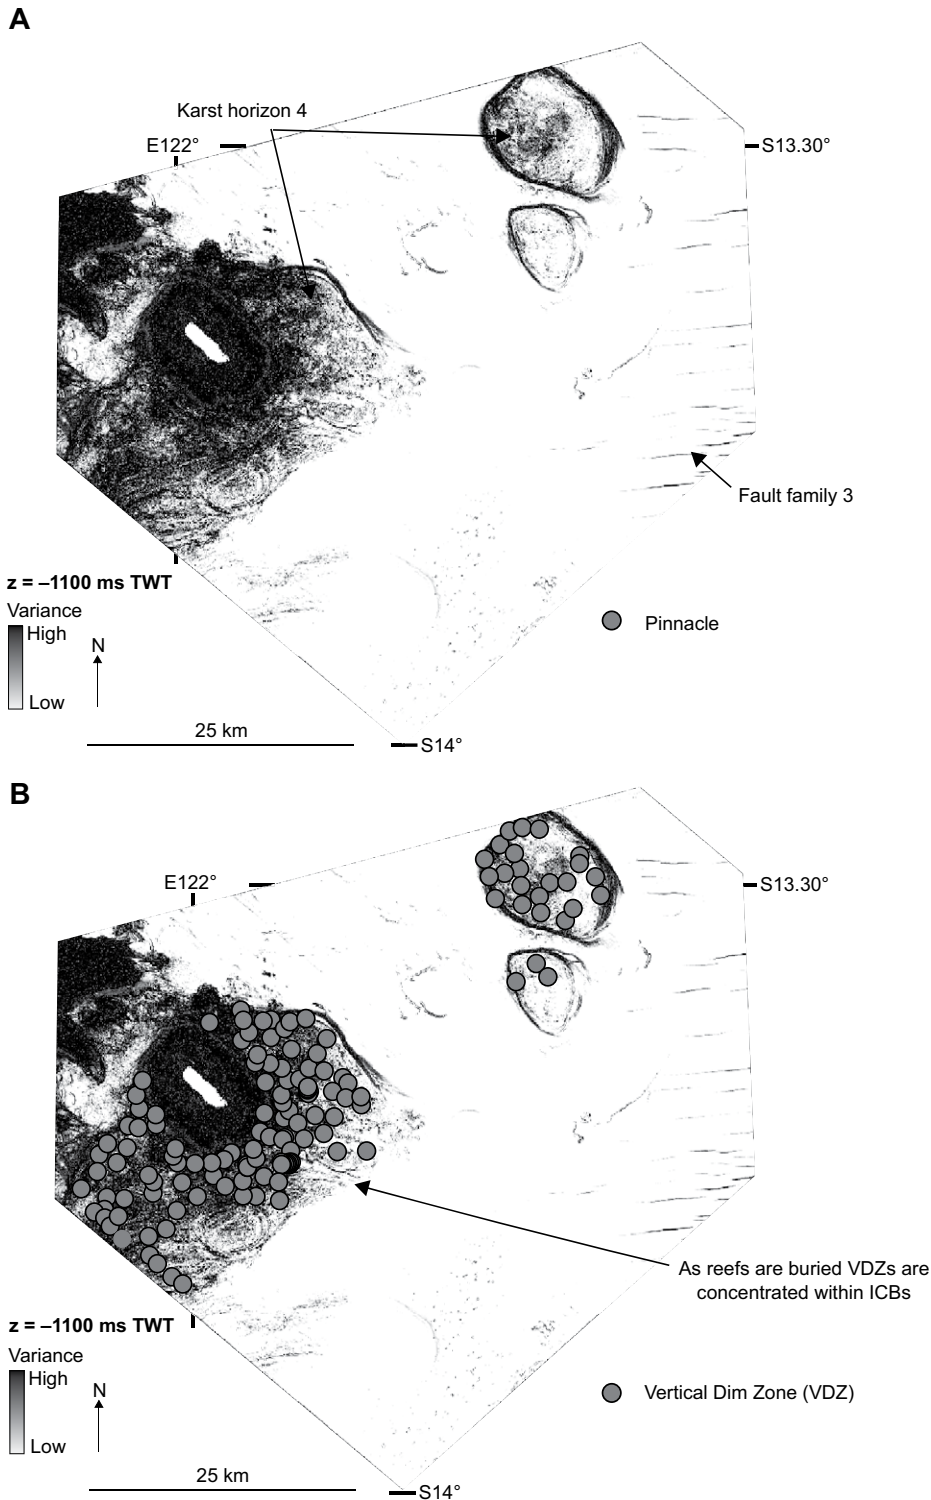 A
Karst horizon 4
E122°
S13.30°
Fault family 3
z = –1100 ms TWT
Variance
High
Low
N
Pinnacle
25 km
S14°
B
E122°
S13.30°
As reefs are buried VDZs are
concentrated within ICBs
z = –1100 ms TWT
Variance
High
Low
N
Vertical Dim Zone (VDZ)
25 km
S14°